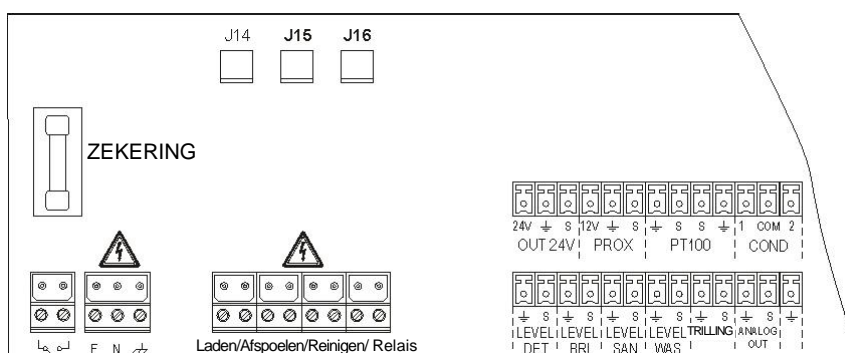 J14 J15 J16
ZEKERING
24V S 12V S S S 1 COM 2
OUT 24V PROX PT100 COND
S S S S S
LEVEL LEVEL LEVEL LEVEL TRILLING ANALOG
DET BRI SAN WAS OUT
F N
Laden/Afspoelen/Reinigen/ Relais